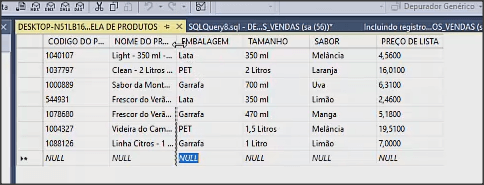 Depurador Genérico
DESKTOP-N51LB16...ELA DE PRODUTOS SQLQuery8.sql - DE...S_VENDAS (sa (56))* Incluindo registro...OS_VENDAS (sa
CODIGO DO P... NOME DO PR... EMBALAGEM TAMANHO SABOR PREÇO DE LISTA
1040107 Light - 350 ml -... Lata 350 ml Melância 4,5600
1037797 Clean - 2 Litros ... PET 2 Litros Laranja 16,0100
1000889 Sabor da Mont... Garrafa 700 ml Uva 6,3100
544931 Frescor do Verã... Lata 350 ml Limão 2,4600
1078680 Frescor do Verã... Garrafa 470 ml Manga 5,1800
1004327 Videira do Cam... PET 1,5 Litros Melância 19,5100
1088126 Linha Citros - 1 ... Garrafa 1 Litro Limão 7,0000
NULL NULL NULL NULL NULL NULL